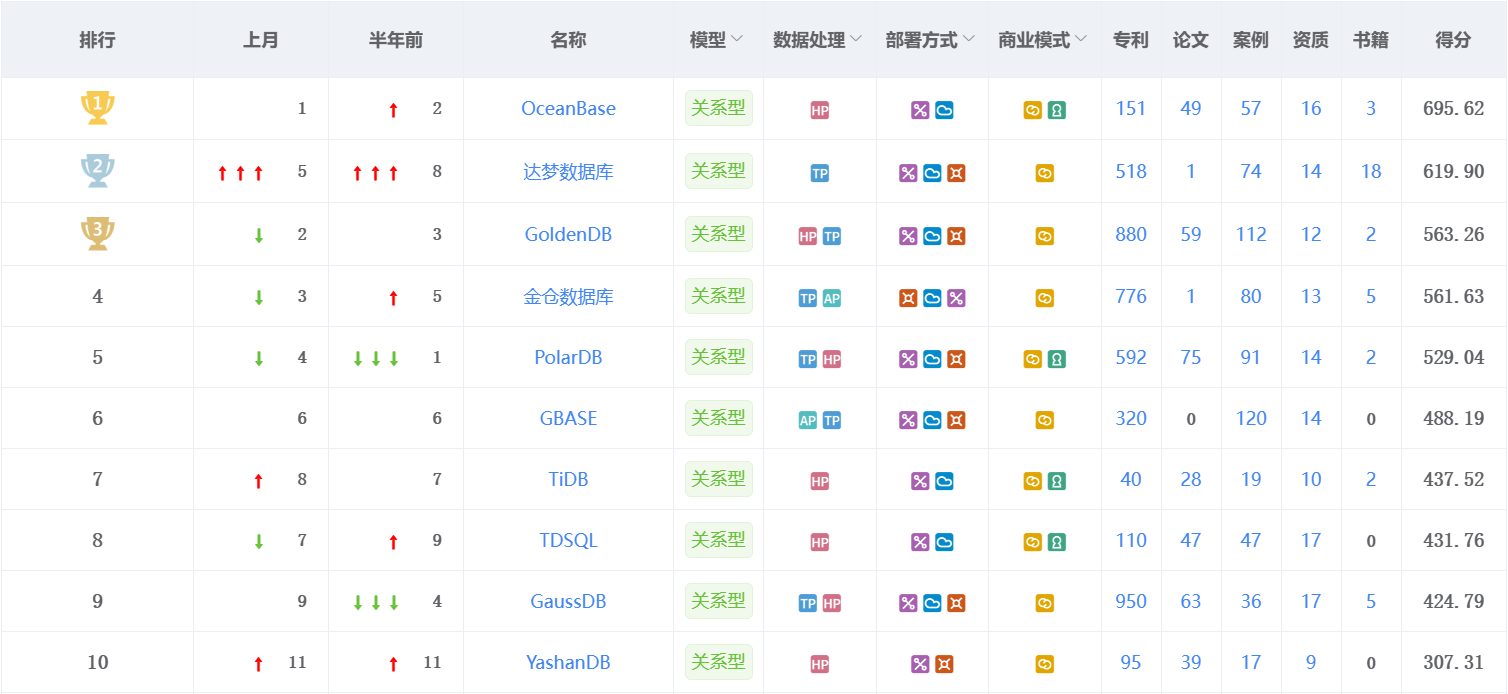 排行 上月 半年前 名称 模型 数据处理 部署方式 商业模式 专利 论文 案例 资质 书籍 得分
1 1 ↑ 2 OceanBase 关系型 HP 151 49 57 16 3 695.62
2 ↑↑↑ 5 ↑↑↑ 8 达梦数据库 关系型 TP 518 1 74 14 18 619.90
3 ↓ 2 3 GoldenDB 关系型 HP TP 880 59 112 12 2 563.26
4 ↓ 3 ↑ 5 金仓数据库 关系型 TP AP 776 1 80 13 5 561.63
5 ↓ 4 ↓↓↓ 1 PolarDB 关系型 TP HP 592 75 91 14 2 529.04
6 6 6 GBASE 关系型 AP TP 320 0 120 14 0 488.19
7 ↑ 8 7 TiDB 关系型 HP 40 28 19 10 2 437.52
8 ↓ 7 ↑ 9 TDSQL 关系型 HP 110 47 47 17 0 431.76
9 9 ↓↓↓ 4 GaussDB 关系型 TP HP 950 63 36 17 5 424.79
10 ↑ 11 ↑ 11 YashanDB 关系型 HP 95 39 17 9 0 307.31